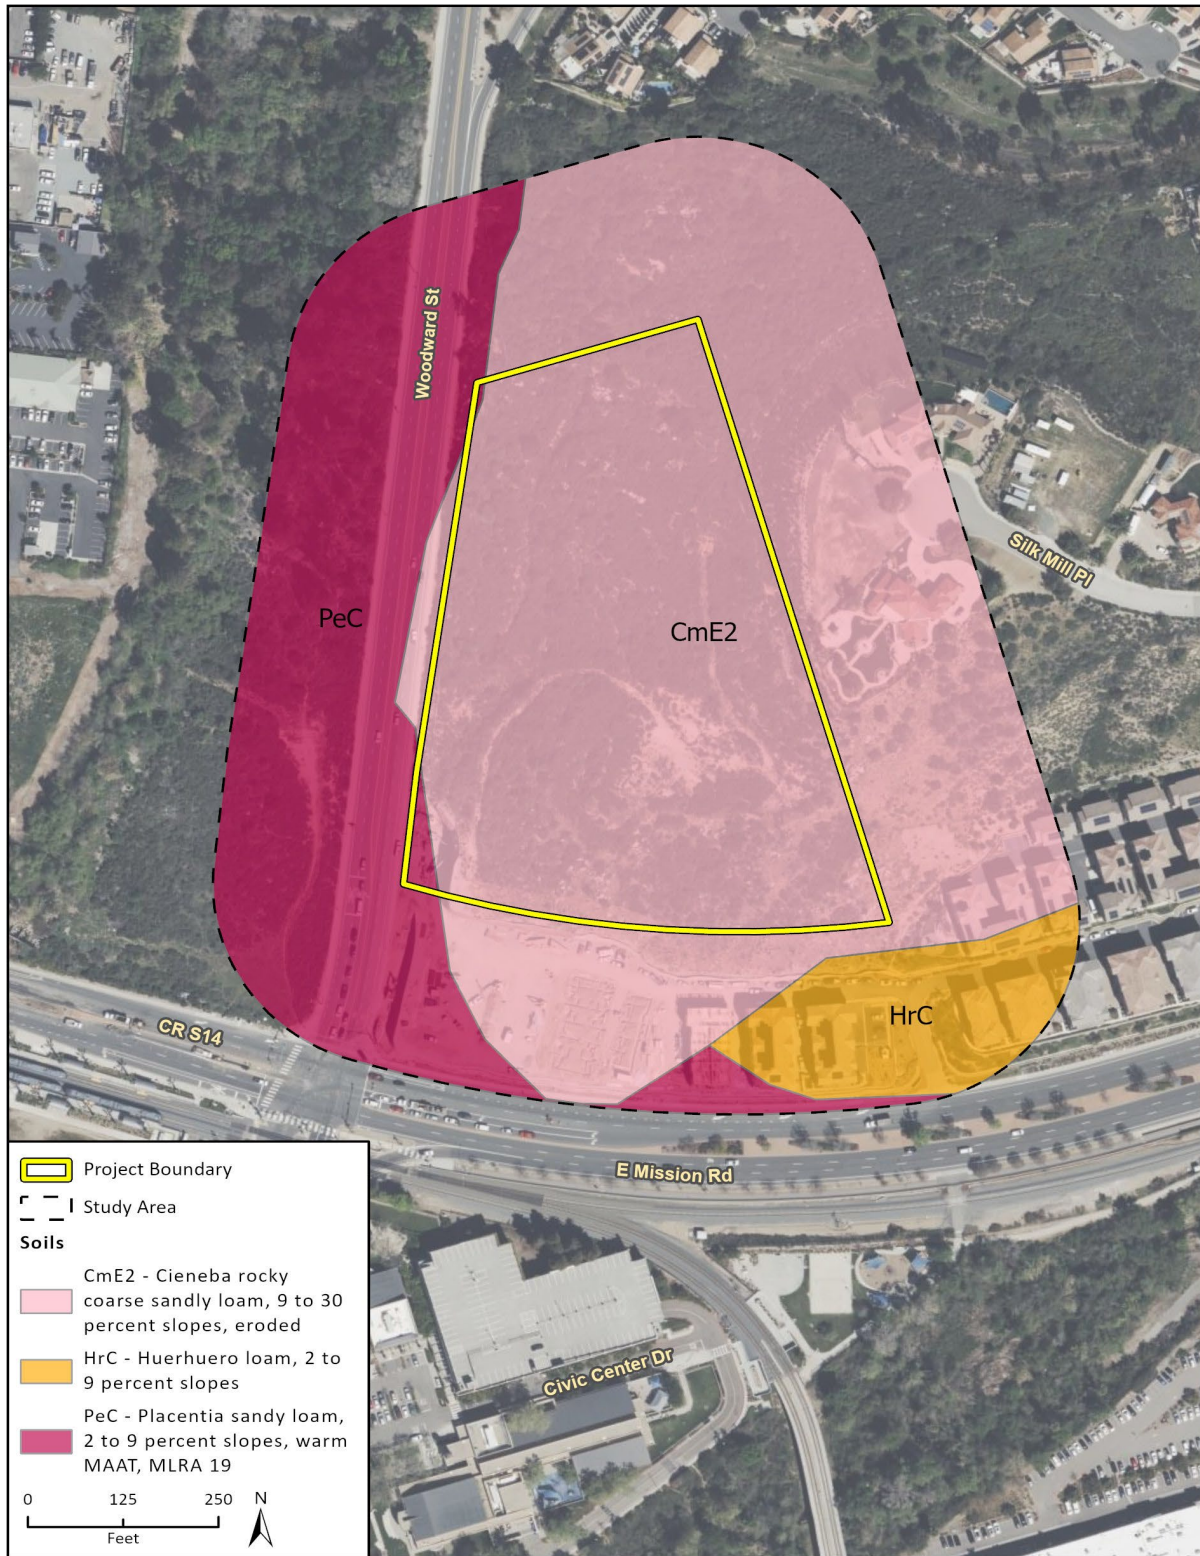 Woodward St
Silk Mill Pl
PeC
CmE2
HrC
CR S14
E Mission Rd
Civic Center Dr
Project Boundary
Study Area
Soils
CmE2 - Cieneba rocky
coarse sandly loam, 9 to 30
percent slopes, eroded
HrC - Huerhuero loam, 2 to
9 percent slopes
PeC - Placentia sandy loam,
2 to 9 percent slopes, warm
MAAT, MLRA 19
0 125 250
Feet
N